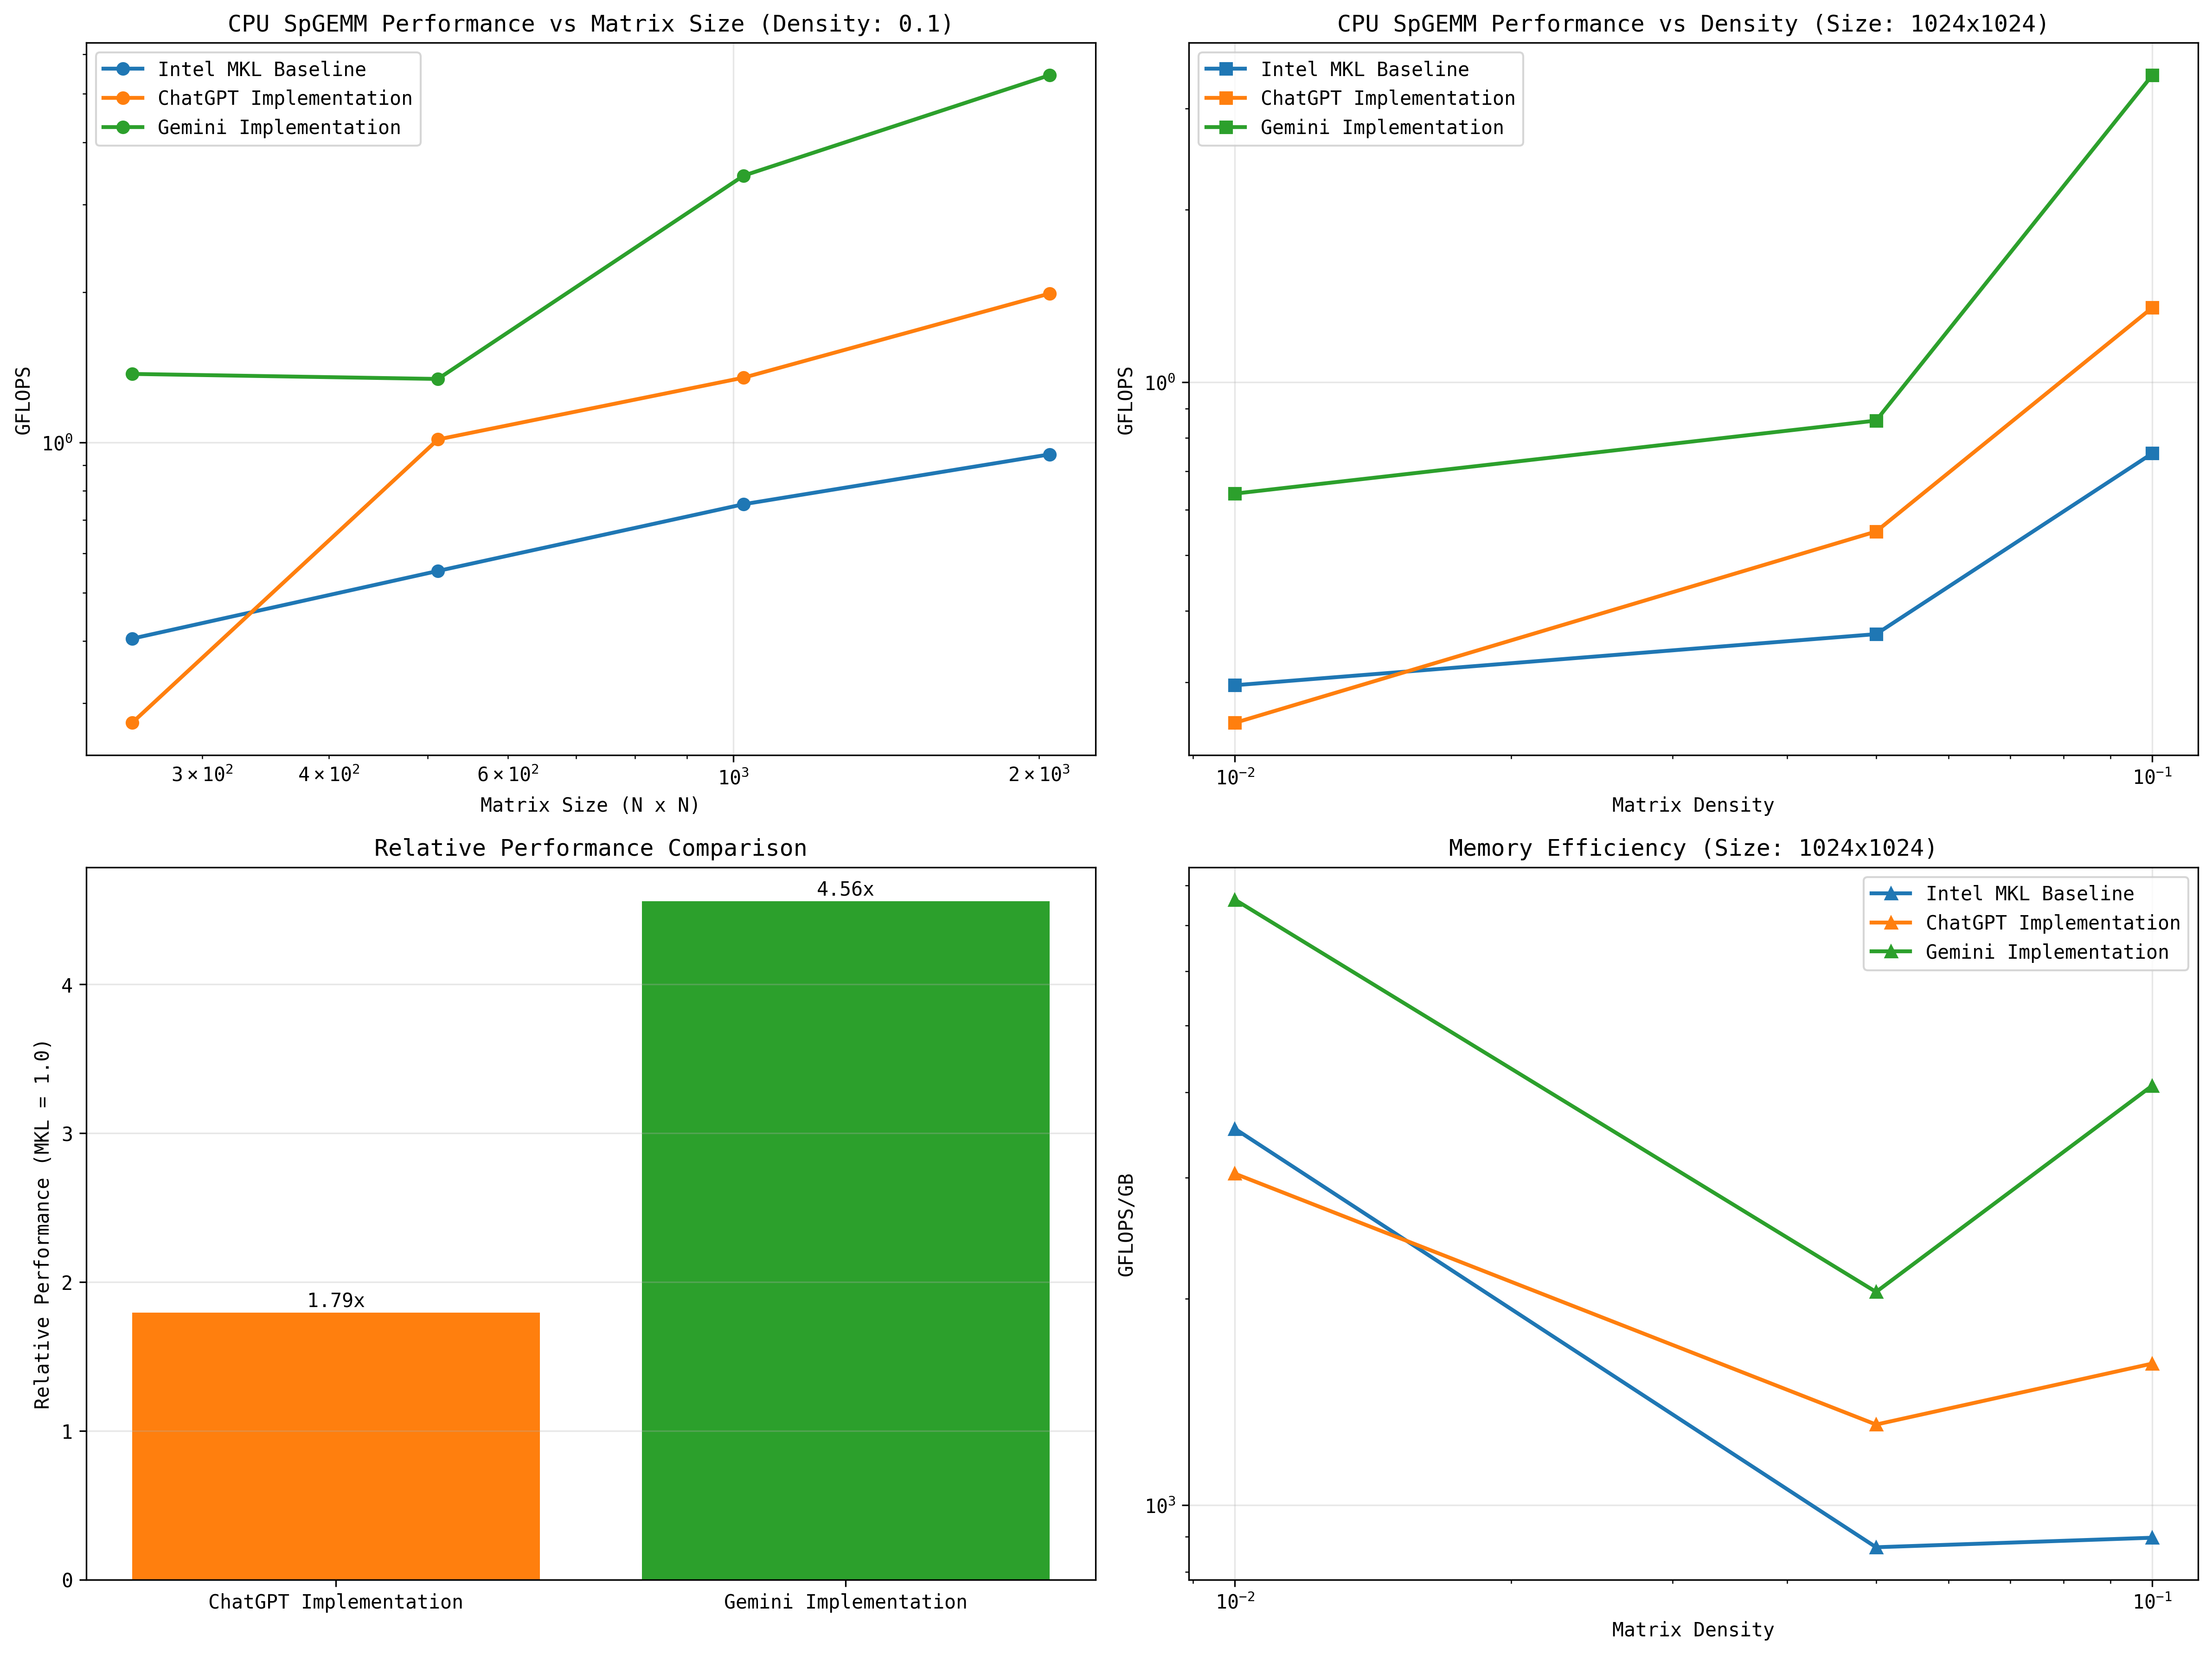 CPU SpGEMM Performance vs Matrix Size (Density: 0.1)
Intel MKL Baseline
ChatGPT Implementation
Gemini Implementation
GFLOPS
10⁰
3 × 10²
4 × 10²
6 × 10²
10³
2 × 10³
Matrix Size (N x N)
CPU SpGEMM Performance vs Density (Size: 1024x1024)
Intel MKL Baseline
ChatGPT Implementation
Gemini Implementation
GFLOPS
10⁰
10⁻²
10⁻¹
Matrix Density
Relative Performance Comparison
4.56x
1.79x
Relative Performance (MKL = 1.0)
4
3
2
1
0
ChatGPT Implementation
Gemini Implementation
Memory Efficiency (Size: 1024x1024)
Intel MKL Baseline
ChatGPT Implementation
Gemini Implementation
GFLOPS/GB
10³
10⁻²
10⁻¹
Matrix Density